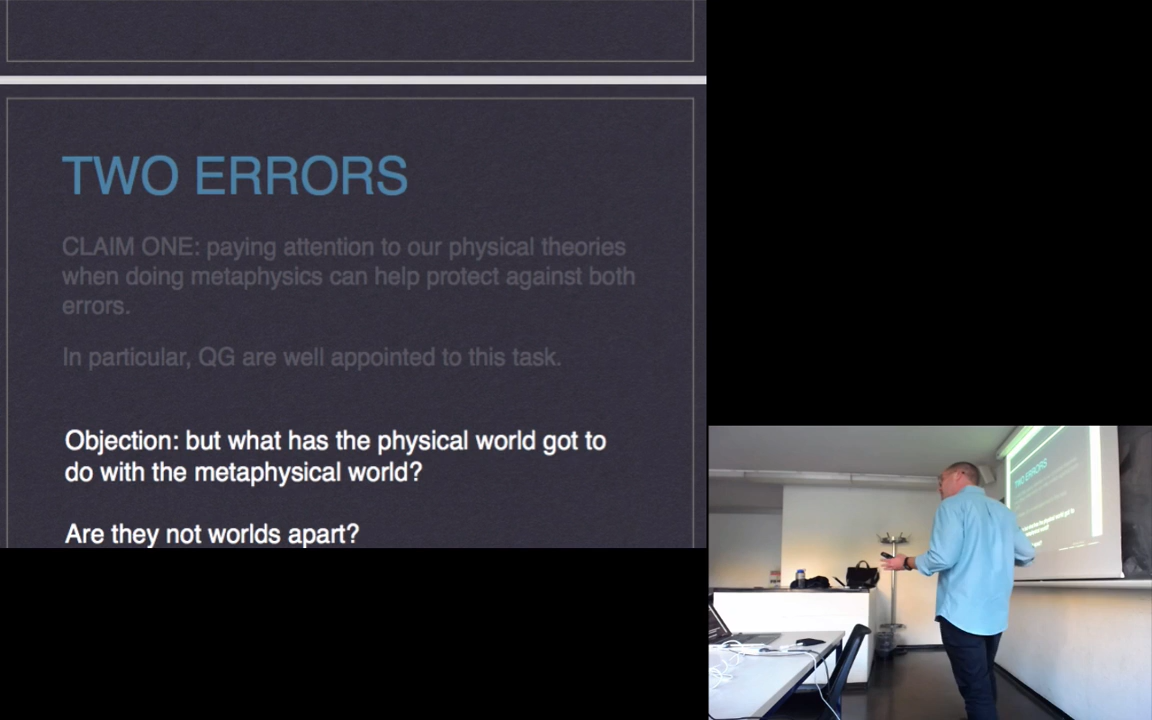 TWO ERRORS
CLAIM ONE: paying attention to our physical theories
when doing metaphysics can help protect against both
errors.
In particular, QG are well appointed to this task.
Objection: but what has the physical world got to
do with the metaphysical world?
Are they not worlds apart?
TWO ERRORS